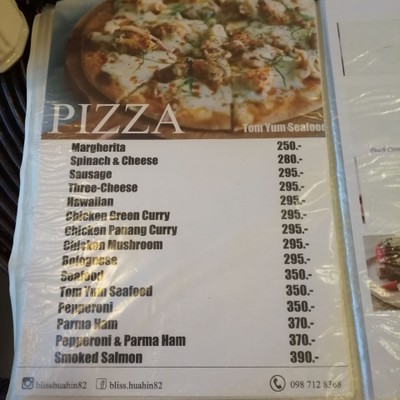 PIZZA
Tom Yum Seafood
Margherita 250.-
Spinach & Cheese 280.-
Sausage 295.-
Three-Cheese 295.-
Hawaiian 295.-
Chicken Green Curry 295.-
Chicken Panang Curry 295.-
Chicken Mushroom 295.-
Bolognese 295.-
Seafood 350.-
Tom Yum Seafood 350.-
Pepperoni 350.-
Parma Ham 370.-
Pepperoni & Parma Ham 370.-
Smoked Salmon 390.-
bliss.huahin82 bliss.huahin82 098 712 8368